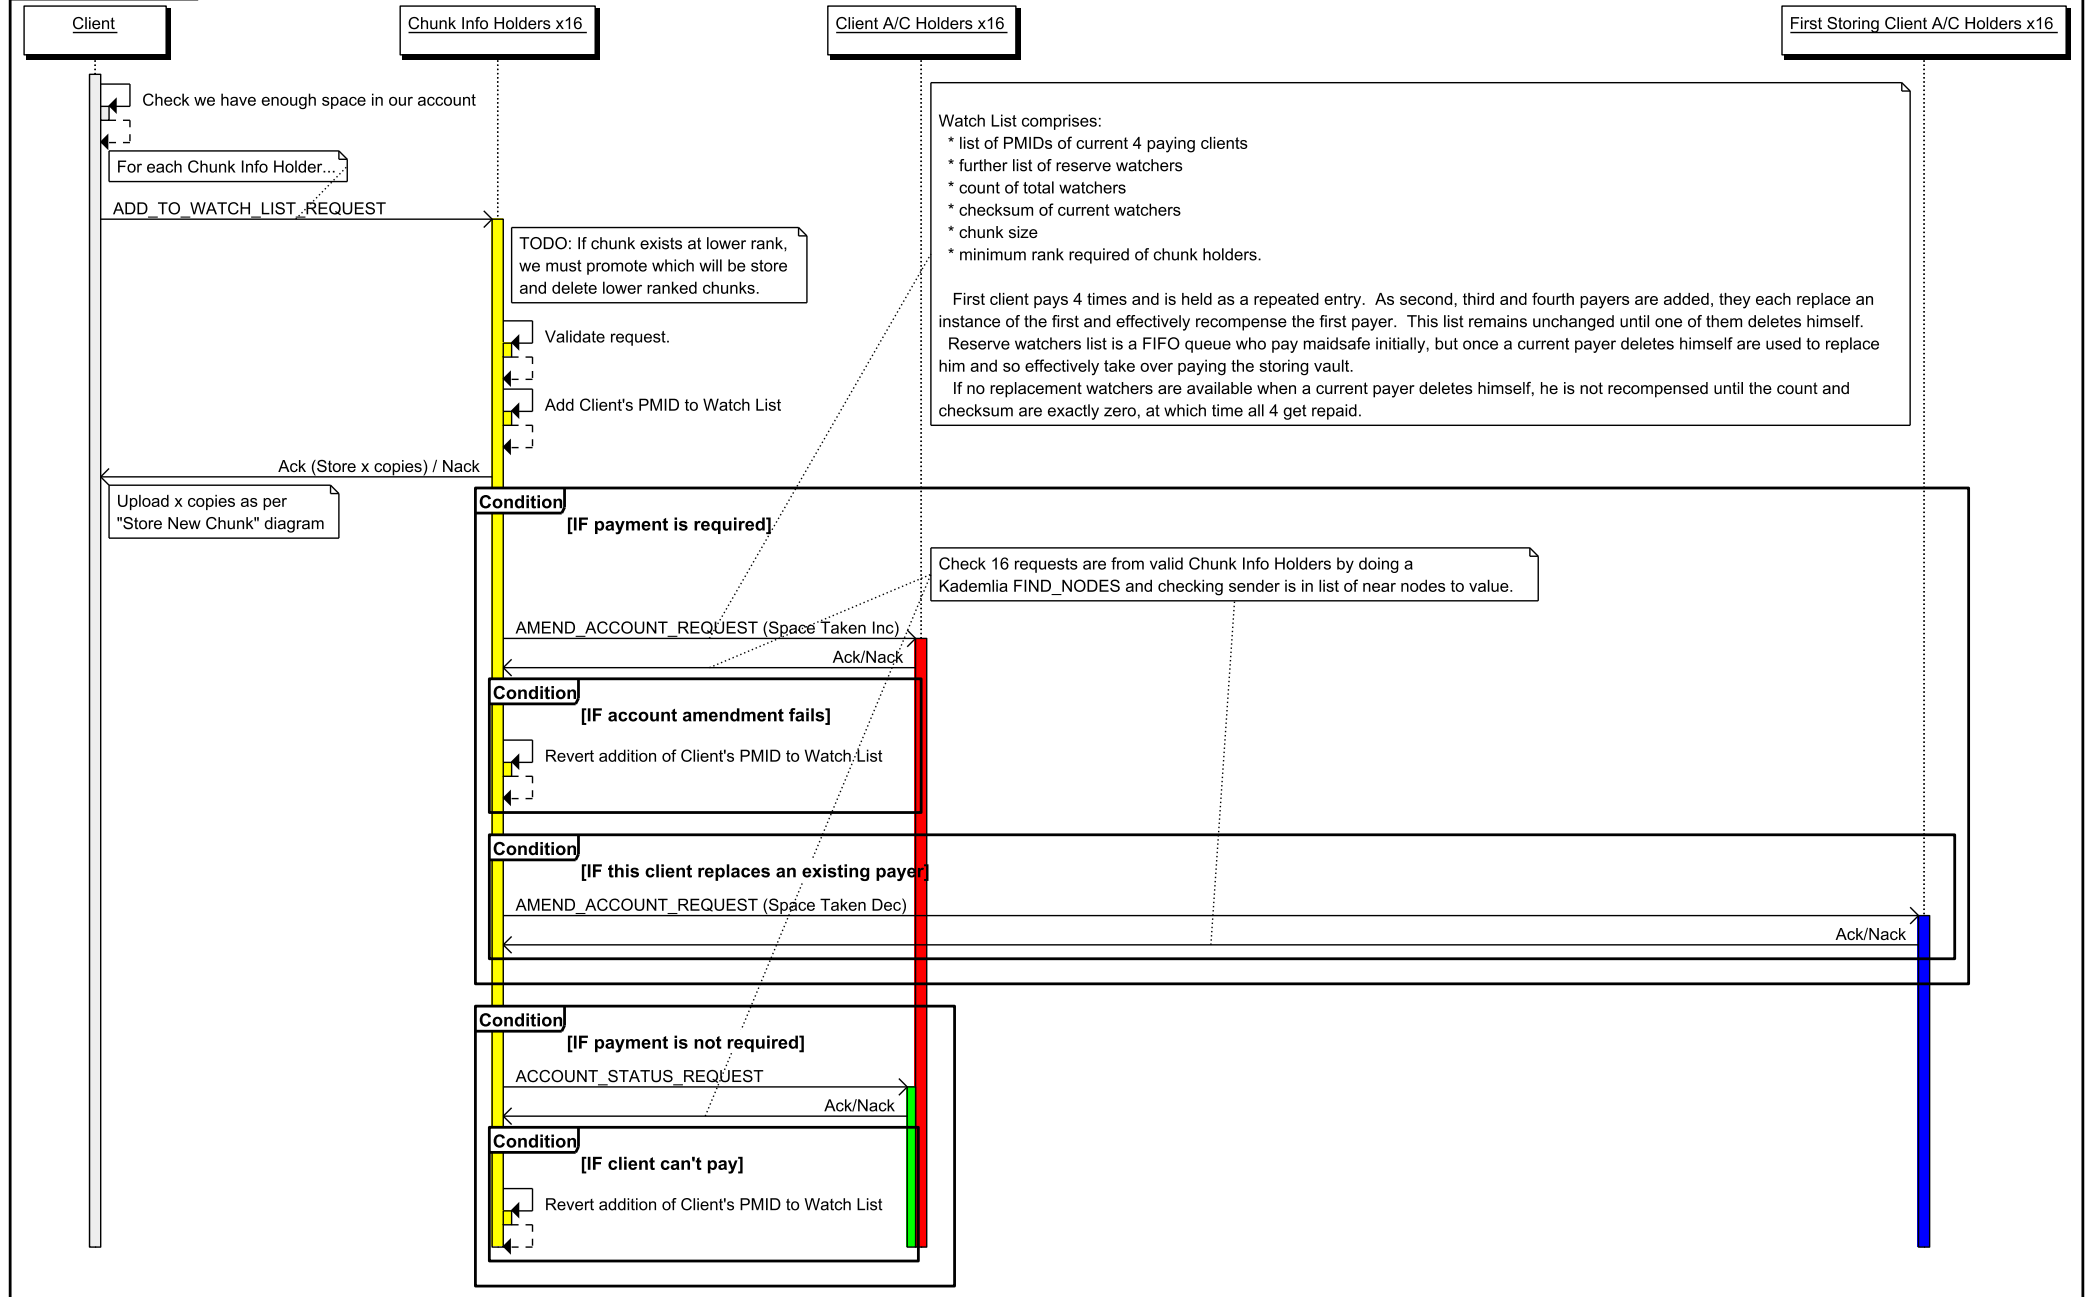 Client
Chunk Info Holders x16
Client A/C Holders x16
First Storing Client A/C Holders x16
Check we have enough space in our account
For each Chunk Info Holder...
ADD_TO_WATCH_LIST_REQUEST
Watch List comprises:
* list of PMIDs of current 4 paying clients
* further list of reserve watchers
* count of total watchers
* checksum of current watchers
* chunk size
* minimum rank required of chunk holders.
First client pays 4 times and is held as a repeated entry.  As second, third and fourth payers are added, they each replace an
instance of the first and effectively recompense the first payer.  This list remains unchanged until one of them deletes himself.
Reserve watchers list is a FIFO queue who pay maidsafe initially, but once a current payer deletes himself are used to replace
him and so effectively take over paying the storing vault.
If no replacement watchers are available when a current payer deletes himself, he is not recompensed until the count and
checksum are exactly zero, at which time all 4 get repaid.
TODO: If chunk exists at lower rank,
we must promote which will be store
and delete lower ranked chunks.
Validate request.
Add Client's PMID to Watch List
Ack (Store x copies) / Nack
Upload x copies as per
"Store New Chunk" diagram
Condition
[IF payment is required]
Check 16 requests are from valid Chunk Info Holders by doing a
Kademlia FIND_NODES and checking sender is in list of near nodes to value.
AMEND_ACCOUNT_REQUEST (Space Taken Inc)
Ack/Nack
Condition
[IF account amendment fails]
Revert addition of Client's PMID to Watch List
Condition
[IF this client replaces an existing payer]
AMEND_ACCOUNT_REQUEST (Space Taken Dec)
Ack/Nack
Condition
[IF payment is not required]
ACCOUNT_STATUS_REQUEST
Ack/Nack
Condition
[IF client can't pay]
Revert addition of Client's PMID to Watch List